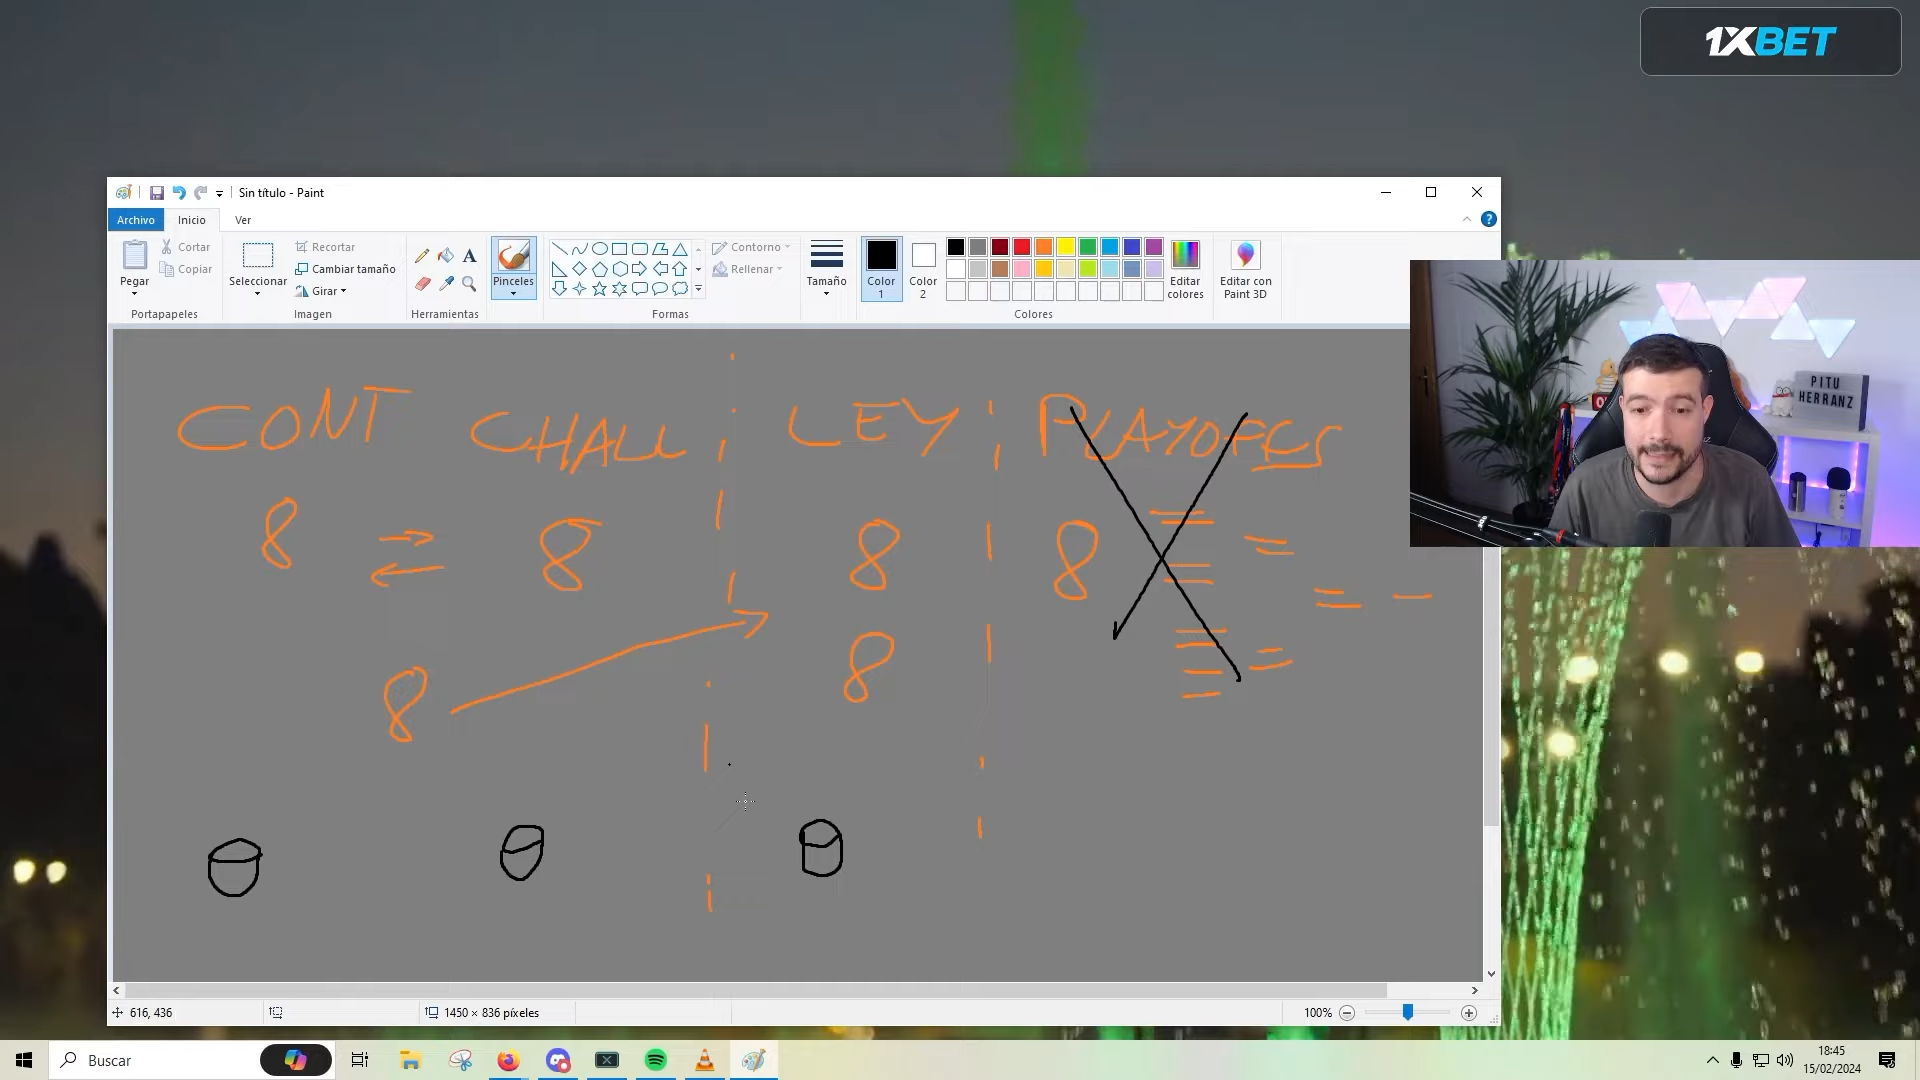 1XBET
Sin título - Paint
Archivo Inicio Ver
Pegar
Cortar
Copiar
Portapapeles
Seleccionar
Recortar
Cambiar tamaño
Girar
Imagen
A
Herramientas
Pinceles
Contorno
Rellenar
Formas
Tamaño
Color 1
Color 2
Editar colores
Colores
Editar con Paint 3D
PITU
HERRANZ
CONT CHALL LEY PLAYOFFS
8 8 8 8
8 8
616, 436
1450 × 836 píxeles
100%
Buscar
18:45
15/02/2024